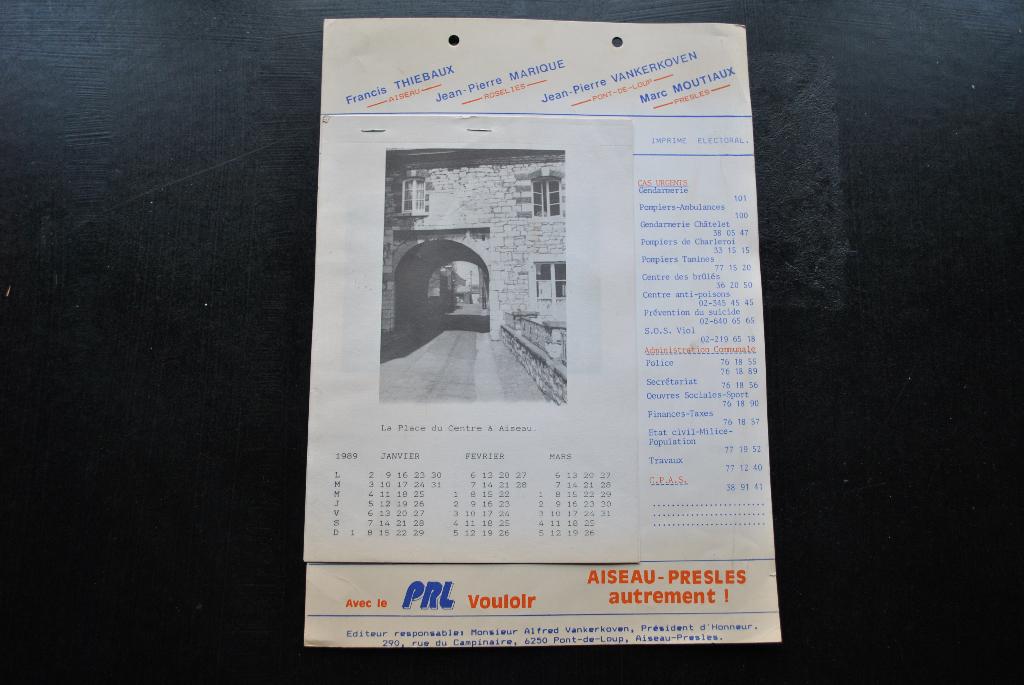 Francis THIEBAUX
AISEAU
Jean-Pierre MARIQUE
ROSELIES
Jean-Pierre VANKERKOVEN
PONT-DE-LOUP
Marc MOUTIAUX
PRESLES
IMPRIME ELECTORAL.
La Place du Centre à Aiseau.
1989 JANVIER FEVRIER MARS
L 2 9 16 23 30 6 13 20 27 6 13 20 27
M 3 10 17 24 31 7 14 21 28 7 14 21 28
M 4 11 18 25 1 8 15 22 1 8 15 22 29
J 5 12 19 26 2 9 16 23 2 9 16 23 30
V 6 13 20 27 3 10 17 24 3 10 17 24 31
S 7 14 21 28 4 11 18 25 4 11 18 25
D 1 8 15 22 29 5 12 19 26 5 12 19 26
CAS URGENTS
Gendarmerie
101
Pompiers-Ambulances
100
Gendarmerie Châtelet
38 05 47
Pompiers de Charleroi
33 15 15
Pompiers Tamines
77 15 20
Centre des brûlés
36 20 50
Centre anti-poisons
02-345 45 45
Prévention du suicide
02-640 65 65
S.O.S. Viol
02-219 65 18
Administration Communale
Police 76 18 55
76 18 89
Secrétariat 76 18 56
Oeuvres Sociales-Sport
76 18 90
Finances-Taxes
76 18 57
Etat civil-Milice-
Population
77 19 52
Travaux
77 12 40
C.P.A.S.
38 91 41
Avec le PRL Vouloir
AISEAU-PRESLES
autrement !
Editeur responsable: Monsieur Alfred Vankerkoven, Président d'Honneur.
290, rue du Campinaire, 6250 Pont-de-Loup, Aiseau-Presles.